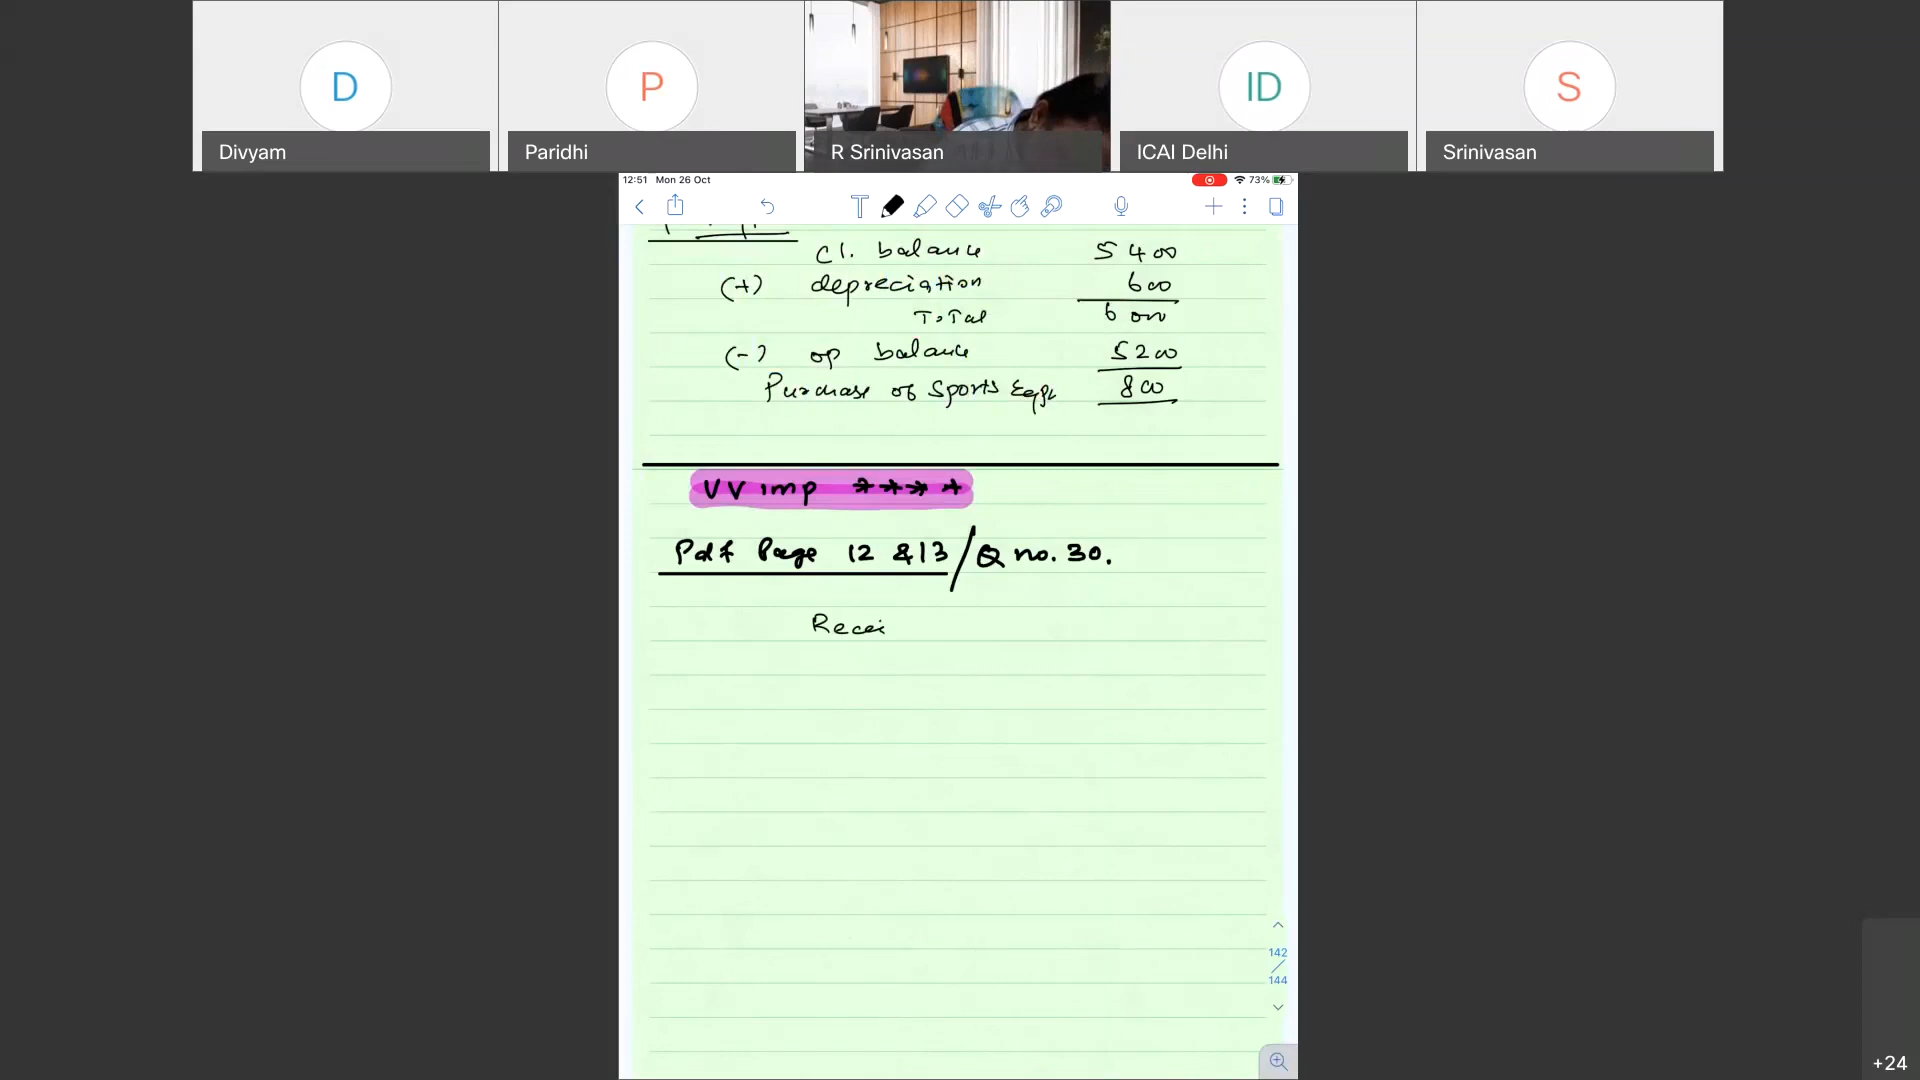 D
P
ID
S
Divyam
Paridhi
R Srinivasan
ICAI Delhi
Srinivasan
12:51 Mon 26 Oct
73%
T
cl. balance 5400
(+) depreciation 600
Total 6000
(-) op balance 5200
Purchase of Sports Eqpt 800
VV imp ****
Pdf Page 12 &13/Q no. 30.
Recei
142
144
+24